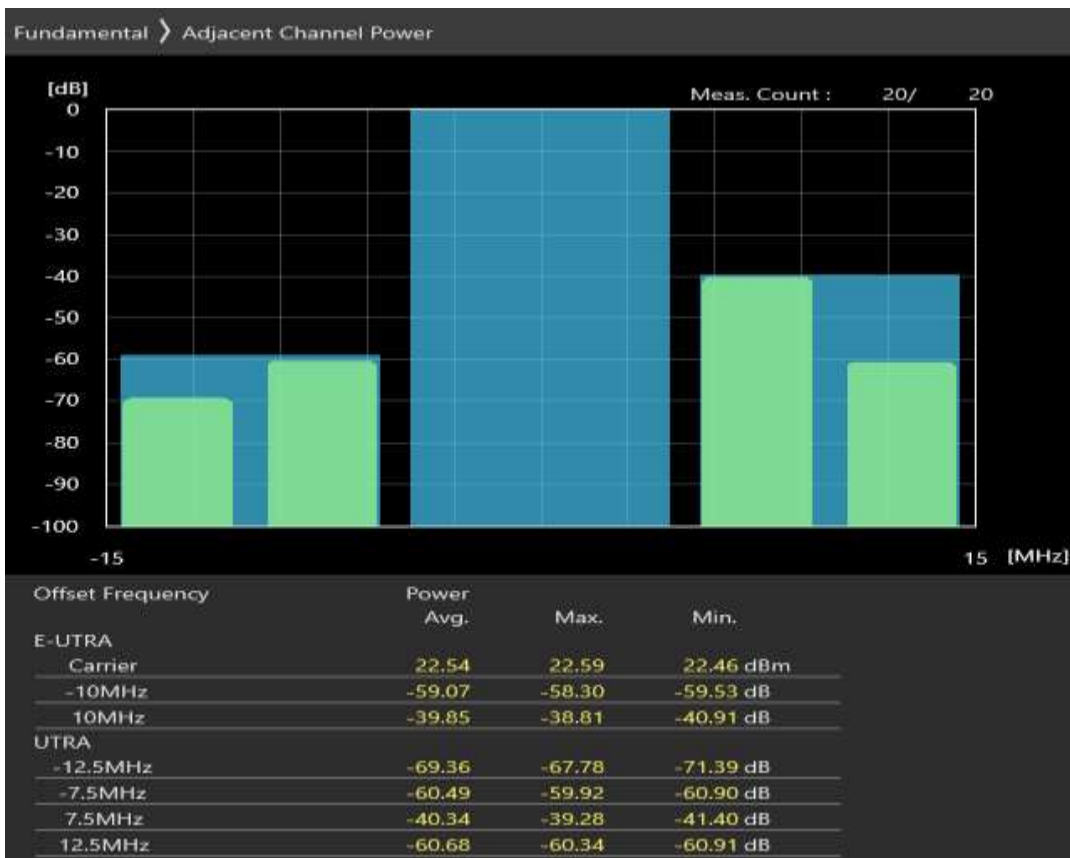 Fundamental 〉 Adjacent Channel Power
[dB]
Meas. Count : 20/ 20
0
-10
-20
-30
-40
-50
-60
-70
-80
-90
-100
-15 15 [MHz]
Offset Frequency Power
Avg. Max. Min.
E-UTRA
Carrier 22.54 22.59 22.46 dBm
-10MHz -59.07 -58.30 -59.53 dB
10MHz -39.85 -38.81 -40.91 dB
UTRA
-12.5MHz -69.36 -67.78 -71.39 dB
-7.5MHz -60.49 -59.92 -60.90 dB
7.5MHz -40.34 -39.28 -41.40 dB
12.5MHz -60.68 -60.34 -60.91 dB